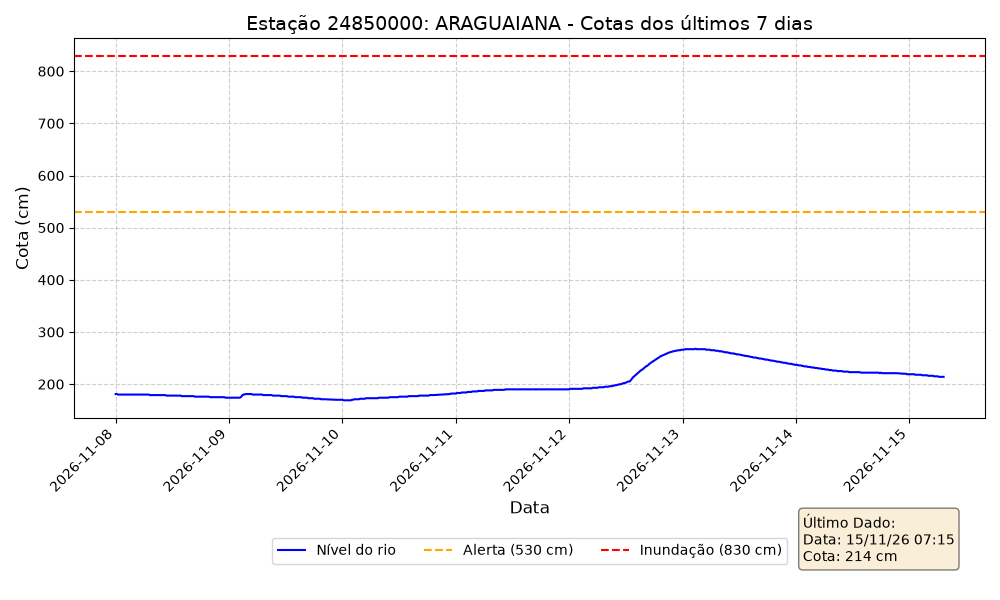 Estação 24850000: ARAGUAIANA - Cotas dos últimos 7 dias
Cota (cm)
800
700
600
500
400
300
200
2026-11-08
2026-11-09
2026-11-10
2026-11-11
2026-11-12
2026-11-13
2026-11-14
2026-11-15
Data
Nível do rio
Alerta (530 cm)
Inundação (830 cm)
Último Dado:
Data: 15/11/26 07:15
Cota: 214 cm